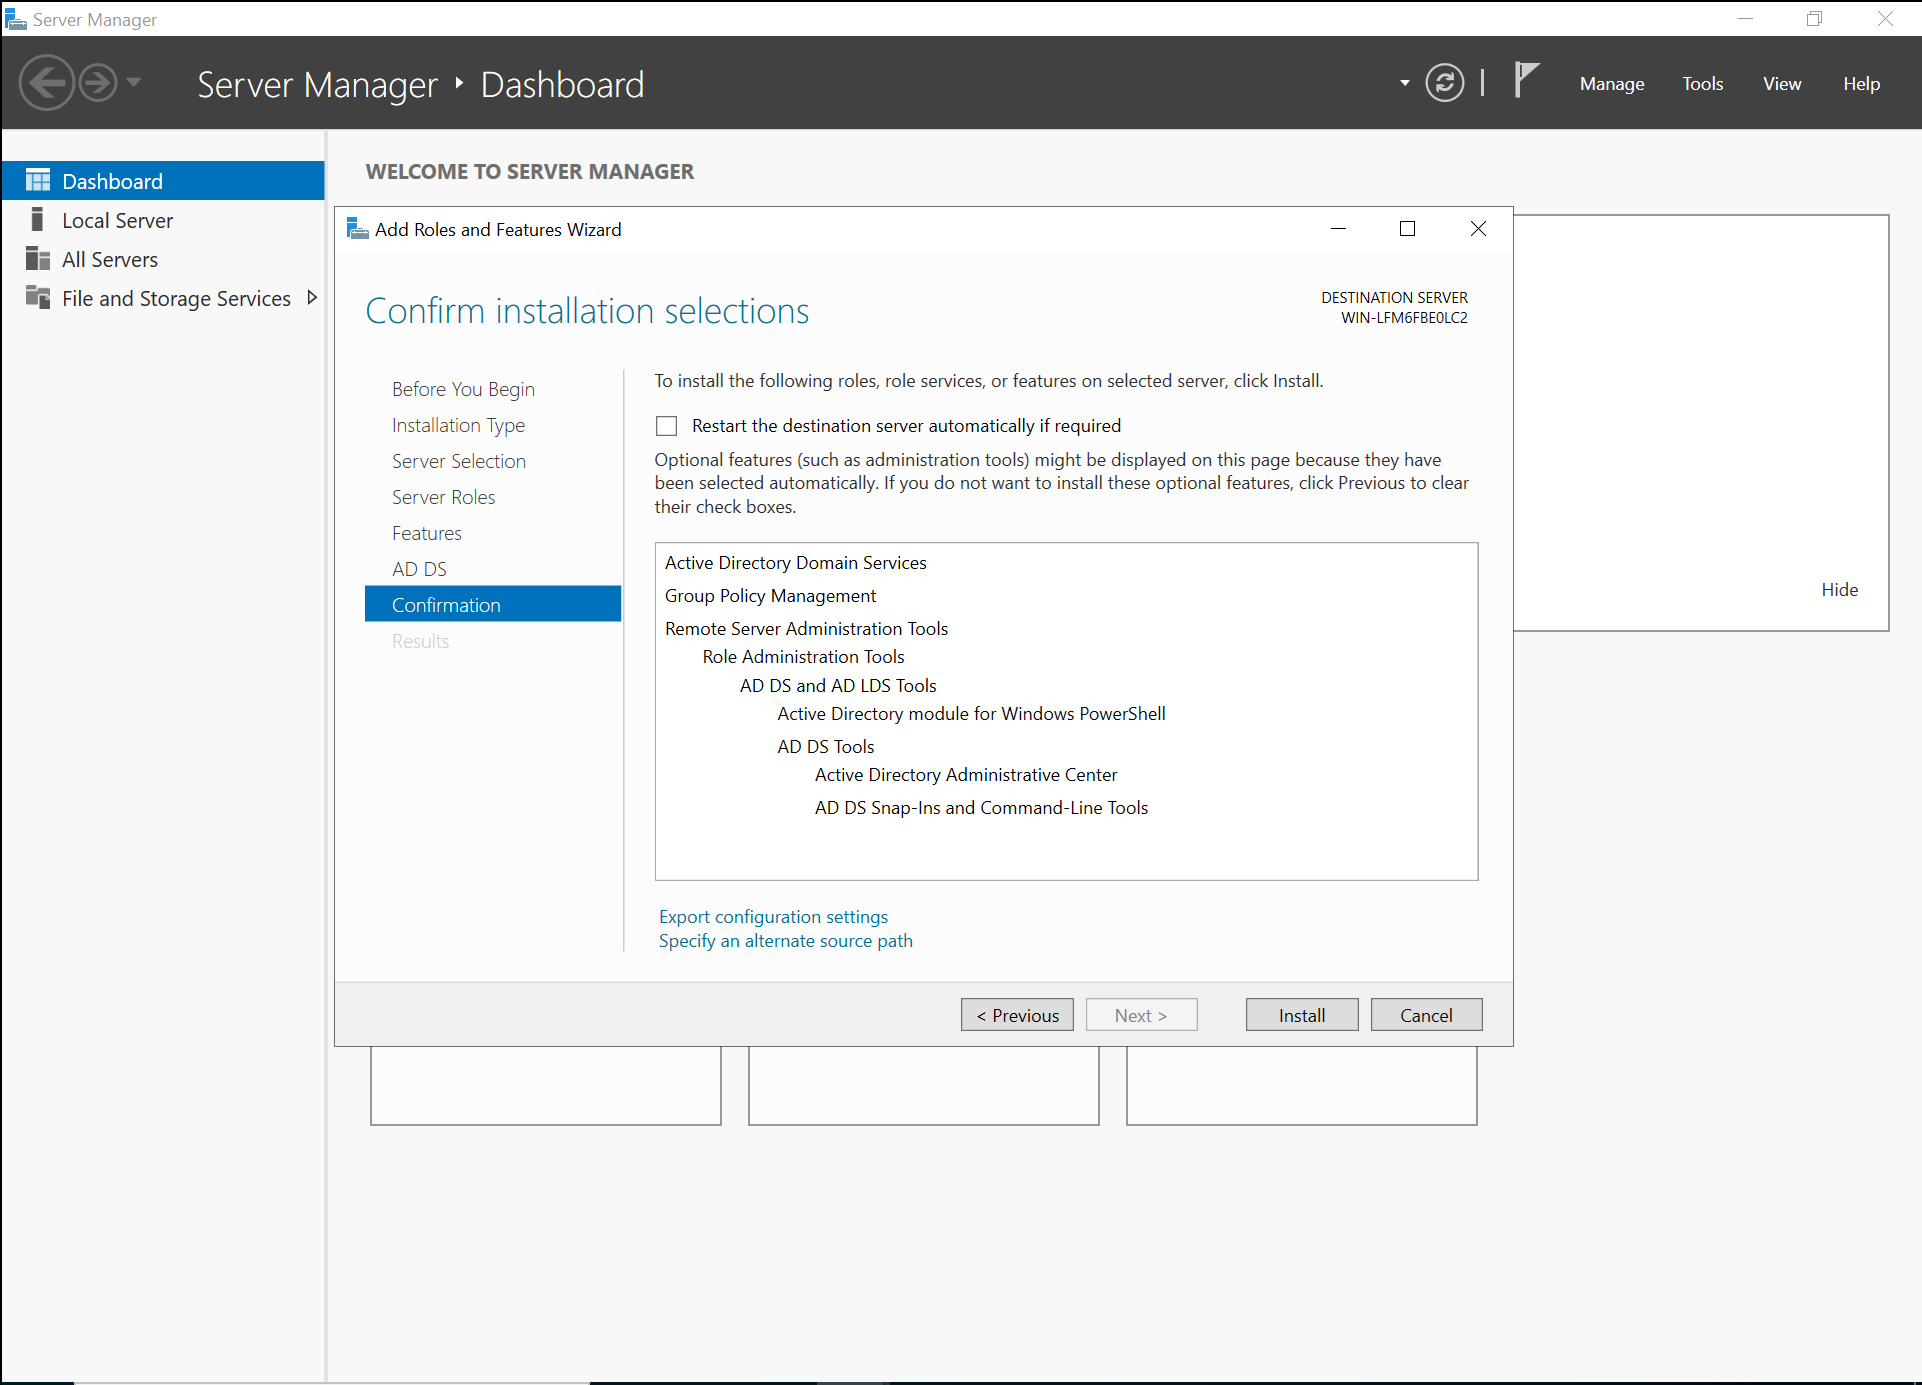 Server Manager
Server Manager ‣ Dashboard
Manage
Tools
View
Help
Dashboard
Local Server
All Servers
File and Storage Services
WELCOME TO SERVER MANAGER
Hide
Add Roles and Features Wizard
Confirm installation selections
DESTINATION SERVER
WIN-LFM6FBE0LC2
Before You Begin
Installation Type
Server Selection
Server Roles
Features
AD DS
Confirmation
Results
To install the following roles, role services, or features on selected server, click Install.
Restart the destination server automatically if required
Optional features (such as administration tools) might be displayed on this page because they have
been selected automatically. If you do not want to install these optional features, click Previous to clear
their check boxes.
Active Directory Domain Services
Group Policy Management
Remote Server Administration Tools
Role Administration Tools
AD DS and AD LDS Tools
Active Directory module for Windows PowerShell
AD DS Tools
Active Directory Administrative Center
AD DS Snap-Ins and Command-Line Tools
Export configuration settings
Specify an alternate source path
< Previous
Next >
Install
Cancel